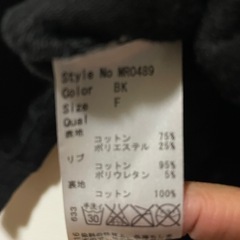 Style No MR0489
Color BK
Size F
Qual
表地
コットン 75%
ポリエステル 25%
リブ
コットン 95%
ポリウレタン 5%
裏地
コットン 100%
633
30